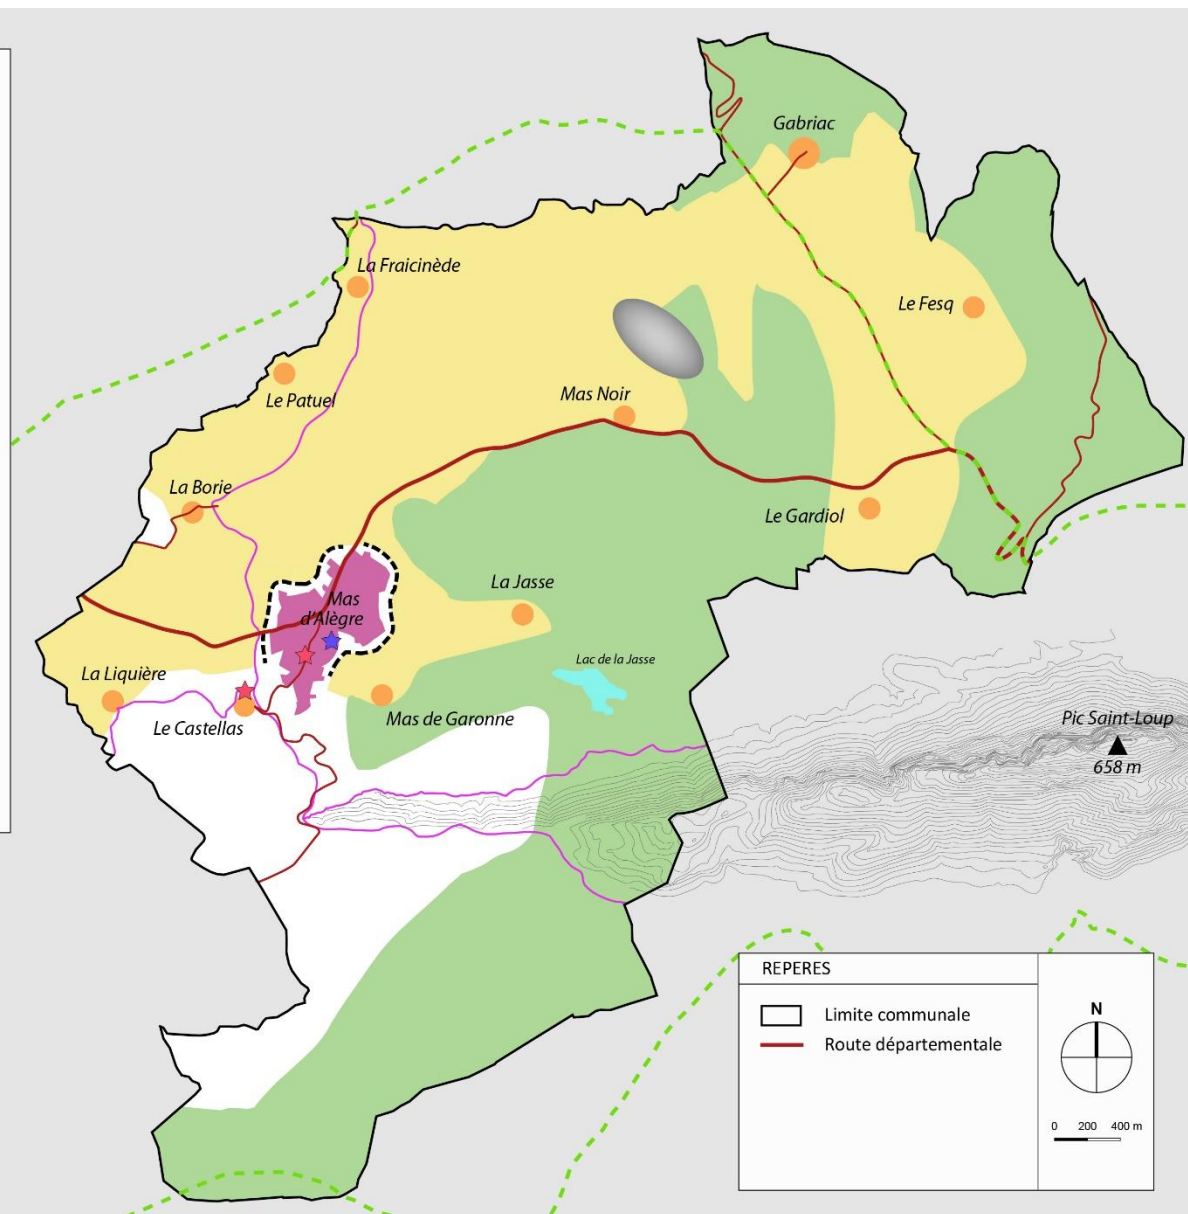 Gabriac
La Fraicinède
Le Fesq
Le Patuel
Mas Noir
La Borie
Le Gardiol
La Jasse
Mas
d'Alègre
Lac de la Jasse
La Liquière
Le Castellas
Mas de Garonne
Pic Saint-Loup
658 m
REPERES
Limite communale
Route départementale
N
0 200 400 m